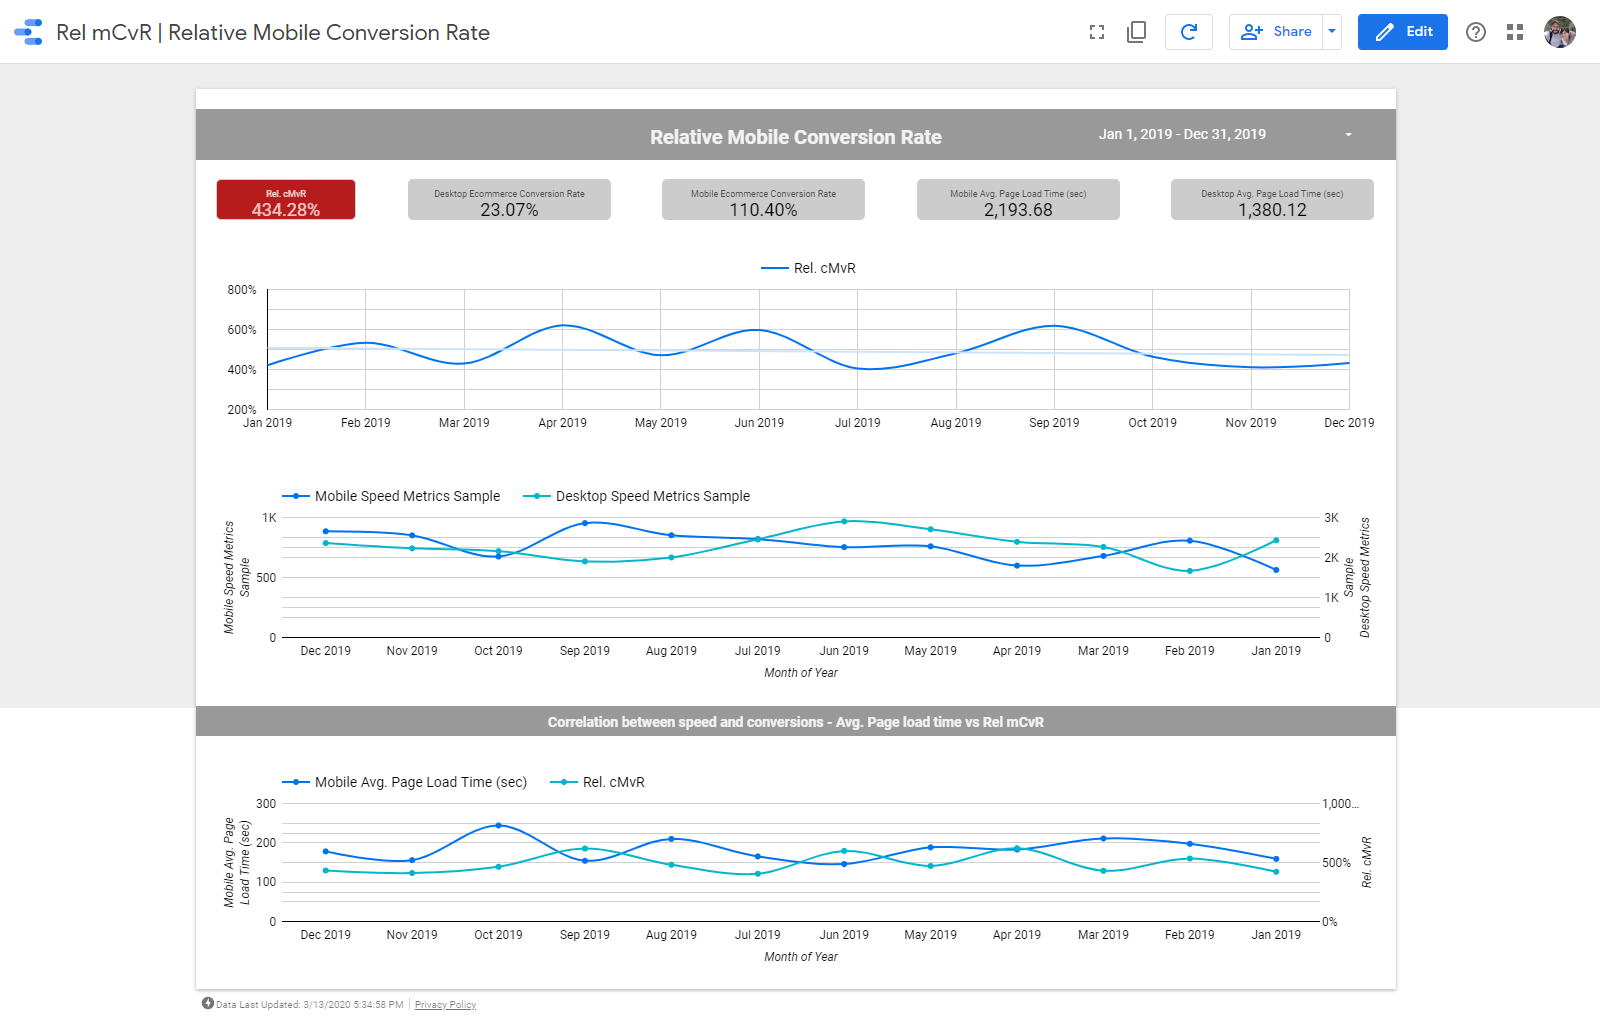 Rel mCvR | Relative Mobile Conversion Rate
Share
Edit
Relative Mobile Conversion Rate
Jan 1, 2019 - Dec 31, 2019
Rel. cMvR
434.28%
Desktop Ecommerce Conversion Rate
23.07%
Mobile Ecommerce Conversion Rate
110.40%
Mobile Avg. Page Load Time (sec)
2,193.68
Desktop Avg. Page Load Time (sec)
1,380.12
Rel. cMvR
800%
600%
400%
200%
Jan 2019 Feb 2019 Mar 2019 Apr 2019 May 2019 Jun 2019 Jul 2019 Aug 2019 Sep 2019 Oct 2019 Nov 2019 Dec 2019
Mobile Speed Metrics Sample Desktop Speed Metrics Sample
Mobile Speed Metrics
Sample
1K
500
0
3K
2K
1K
0
Sample
Desktop Speed Metrics
Dec 2019 Nov 2019 Oct 2019 Sep 2019 Aug 2019 Jul 2019 Jun 2019 May 2019 Apr 2019 Mar 2019 Feb 2019 Jan 2019
Month of Year
Correlation between speed and conversions - Avg. Page load time vs Rel mCvR
Mobile Avg. Page Load Time (sec) Rel. cMvR
Mobile Avg. Page
Load Time (sec)
300
200
100
0
1,000...
500%
0%
Rel. cMvR
Dec 2019 Nov 2019 Oct 2019 Sep 2019 Aug 2019 Jul 2019 Jun 2019 May 2019 Apr 2019 Mar 2019 Feb 2019 Jan 2019
Month of Year
Data Last Updated: 3/13/2020 5:34:58 PM | Privacy Policy